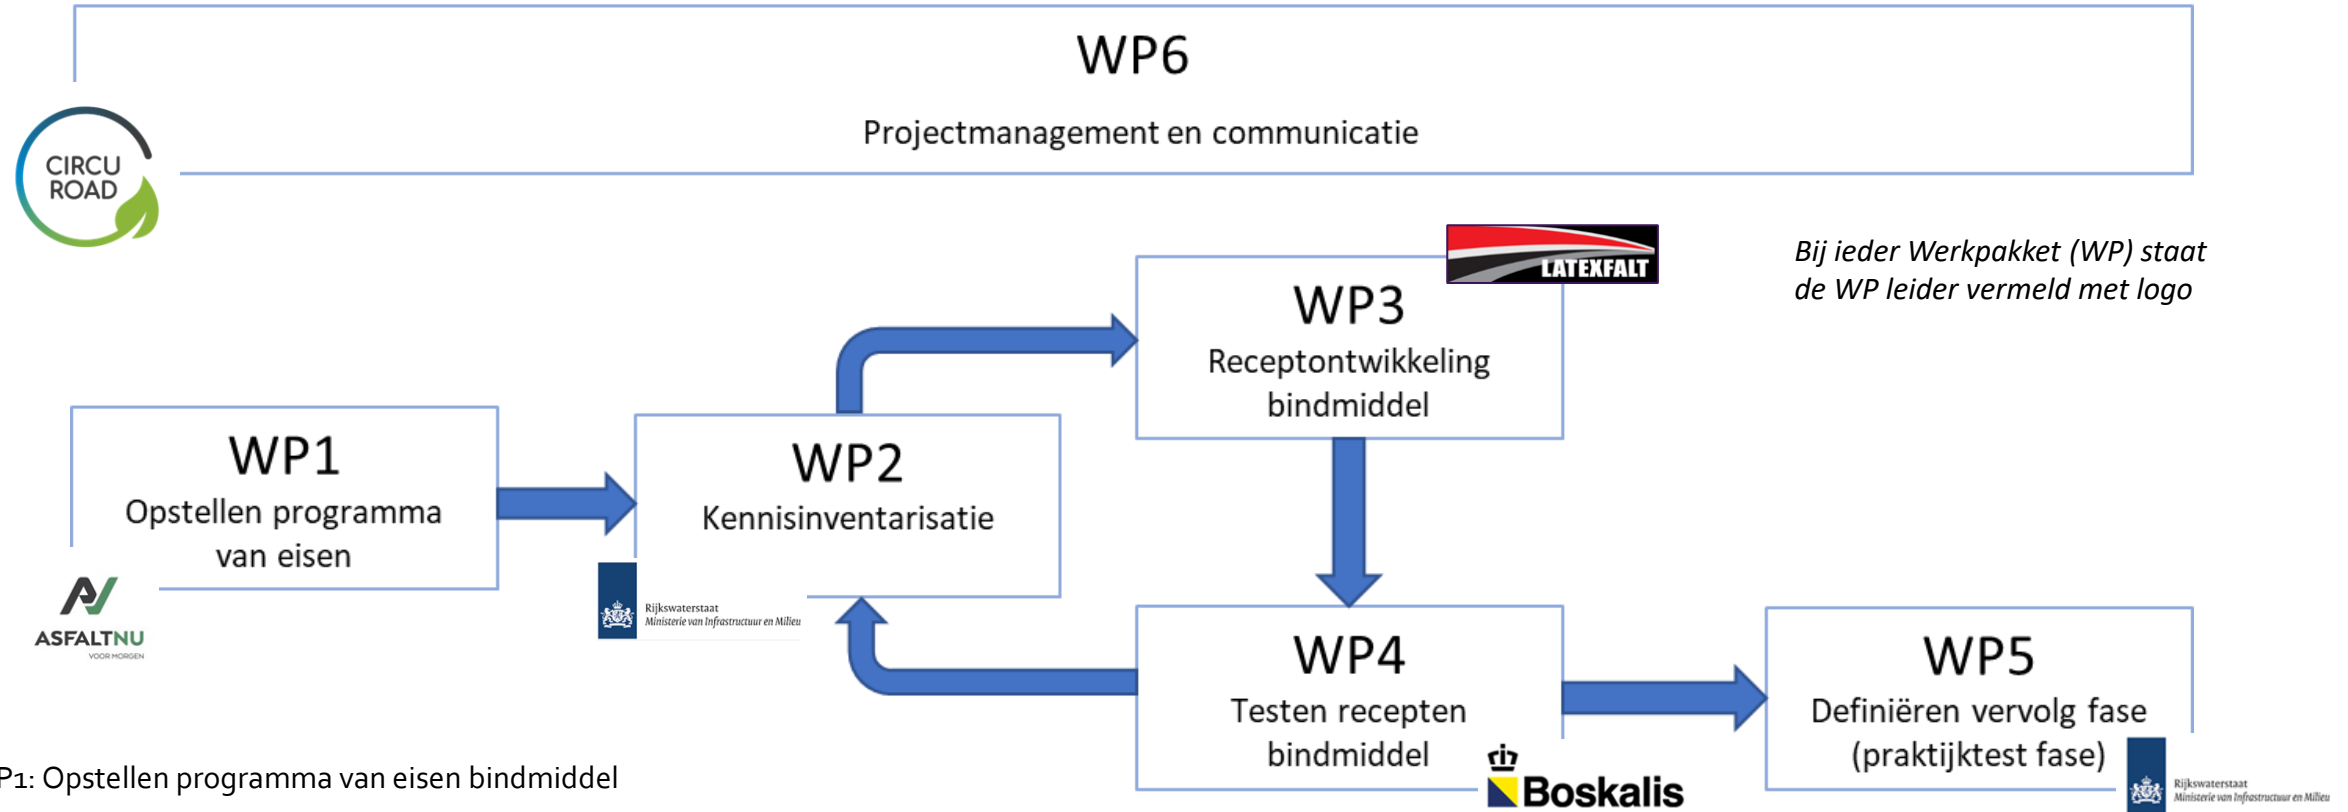 WP6
Projectmanagement en communicatie
CIRCU
ROAD
LATEXFALT
Bij ieder Werkpakket (WP) staat
de WP leider vermeld met logo
WP3
Receptontwikkeling
bindmiddel
WP1
Opstellen programma
van eisen
WP2
Kennisinventarisatie
ASFALTNU
VOOR MORGEN
Rijkswaterstaat
Ministerie van Infrastructuur en Milieu
WP4
Testen recepten
bindmiddel
WP5
Definiëren vervolg fase
(praktijktest fase)
Boskalis
Rijkswaterstaat
Ministerie van Infrastructuur en Milieu
P1: Opstellen programma van eisen bindmiddel